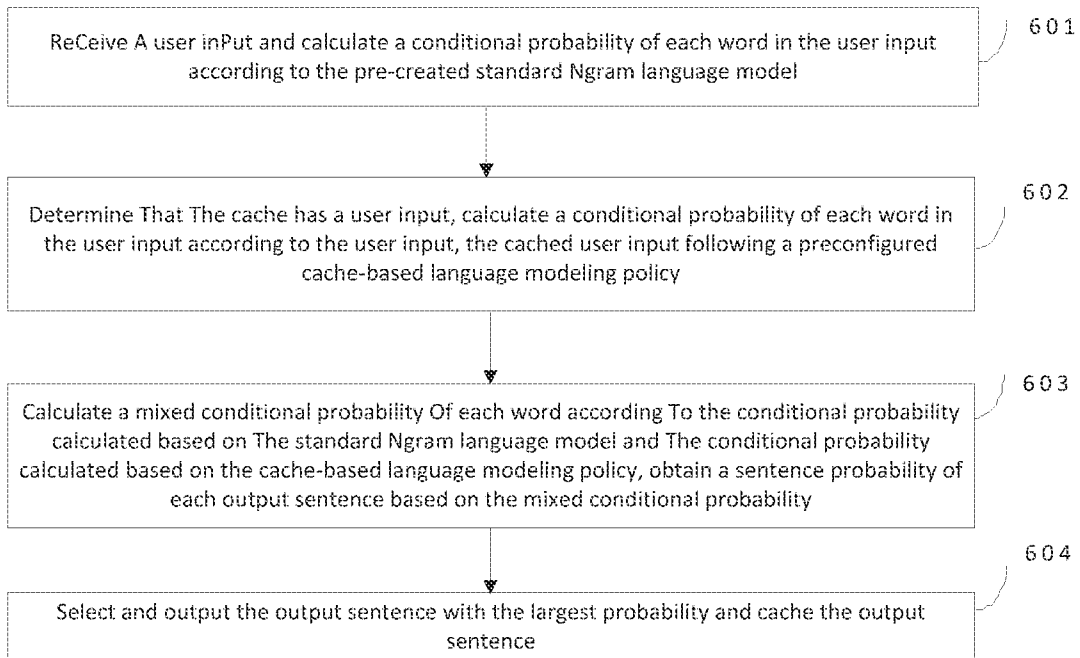 ReCeive A user inPut and calculate a conditional probability of each word in the user input
according to the pre-created standard Ngram language model
601
Determine That The cache has a user input, calculate a conditional probability of each word in
the user input according to the user input, the cached user input following a preconfigured
cache-based language modeling policy
602
Calculate a mixed conditional probability Of each word according To the conditional probability
calculated based on The standard Ngram language model and The conditional probability
calculated based on the cache-based language modeling policy, obtain a sentence probability of
each output sentence based on the mixed conditional probability
603
Select and output the output sentence with the largest probability and cache the output
sentence
604